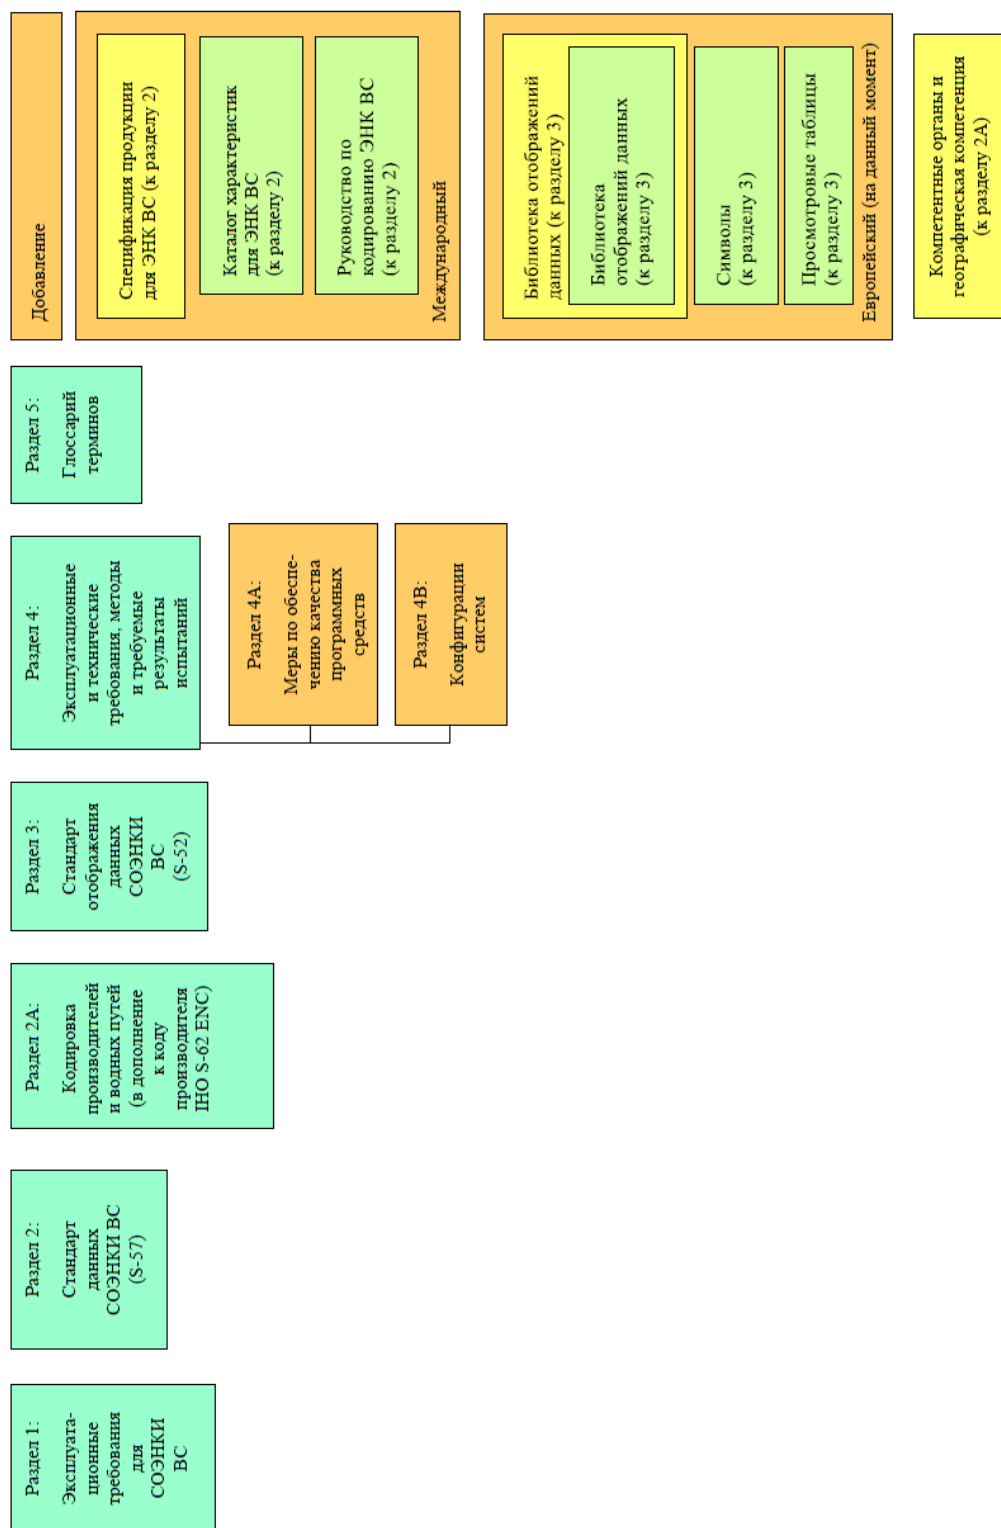 Раздел 1:
Эксплуата-
ционные
требования
для
СОЭНКИ
ВС
Раздел 2:
Стандарт
данных
СОЭНКИ ВС
(S-57)
Раздел 2А:
Кодировка
производителей
и водных путей
(в дополнение
к коду
производителя
IHO S-62 ENC)
Раздел 3:
Стандарт
отображения
данных
СОЭНКИ
ВС
(S-52)
Раздел 4:
Эксплуатационные
и технические
требования, методы
и требуемые
результаты
испытаний
Раздел 4А:
Меры по обеспе-
чению качества
программных
средств
Раздел 4В:
Конфигурации
систем
Раздел 5:
Глоссарий
терминов
Добавление
Спецификация продукции
для ЭНК ВС (к разделу 2)
Каталог характеристик
для ЭНК ВС
(к разделу 2)
Руководство по
кодированию ЭНК ВС
(к разделу 2)
Международный
Библиотека отображений
данных (к разделу 3)
Библиотека
отображений данных
(к разделу 3)
Символы
(к разделу 3)
Просмотровые таблицы
(к разделу 3)
Европейский (на данный момент)
Компетентные органы и
географическая компетенция
(к разделу 2А)